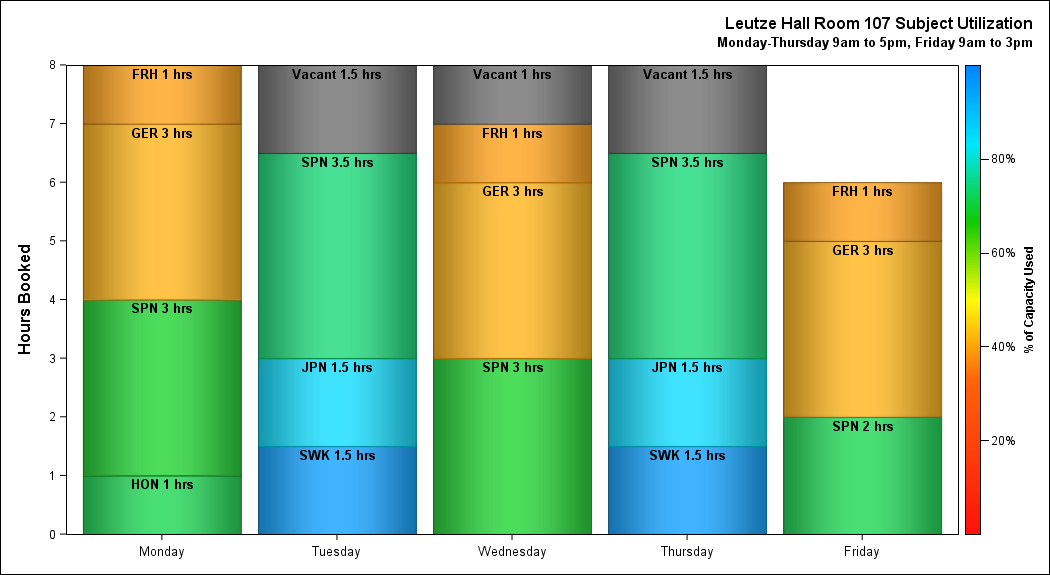 Leutze Hall Room 107 Subject Utilization
Monday-Thursday 9am to 5pm, Friday 9am to 3pm
Hours Booked
8
7
6
5
4
3
2
1
0
FRH 1 hrs
GER 3 hrs
SPN 3 hrs
HON 1 hrs
Monday
Vacant 1.5 hrs
SPN 3.5 hrs
JPN 1.5 hrs
SWK 1.5 hrs
Tuesday
Vacant 1 hrs
FRH 1 hrs
GER 3 hrs
SPN 3 hrs
Wednesday
Vacant 1.5 hrs
SPN 3.5 hrs
JPN 1.5 hrs
SWK 1.5 hrs
Thursday
FRH 1 hrs
GER 3 hrs
SPN 2 hrs
Friday
80%
60%
40%
20%
% of Capacity Used